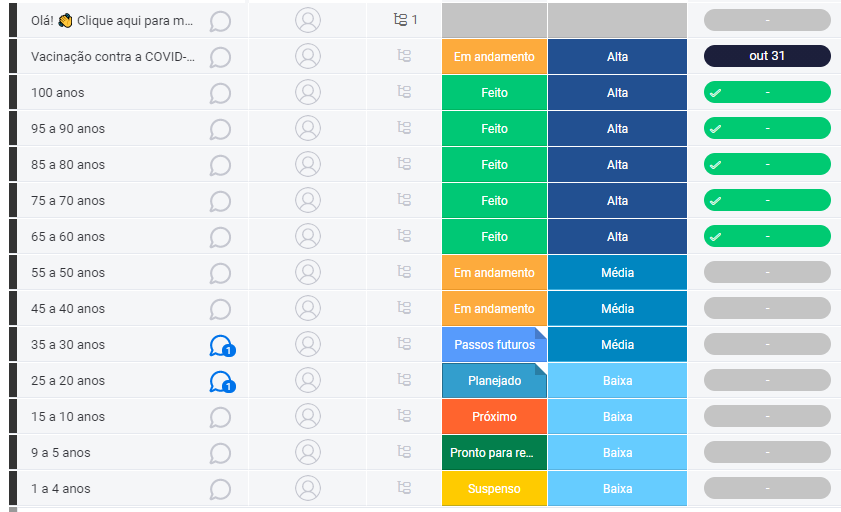 Olá! 👋 Clique aqui para m... 1 -
Vacinação contra a COVID-... Em andamento Alta out 31
100 anos Feito Alta -
95 a 90 anos Feito Alta -
85 a 80 anos Feito Alta -
75 a 70 anos Feito Alta -
65 a 60 anos Feito Alta -
55 a 50 anos Em andamento Média -
45 a 40 anos Em andamento Média -
35 a 30 anos 1 Passos futuros Média -
25 a 20 anos 1 Planejado Baixa -
15 a 10 anos Próximo Baixa -
9 a 5 anos Pronto para re... Baixa -
1 a 4 anos Suspenso Baixa -